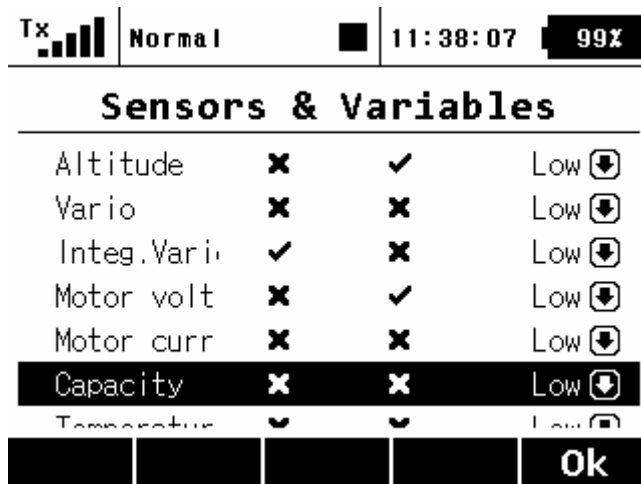 Tx Normal 11:38:07 99%
Sensors & Variables
Altitude ✖ ✔ Low
Vario ✖ ✖ Low
Integ.Vari ✔ ✖ Low
Motor volt ✖ ✔ Low
Motor curr ✖ ✖ Low
Capacity ✖ ✖ Low
Ok